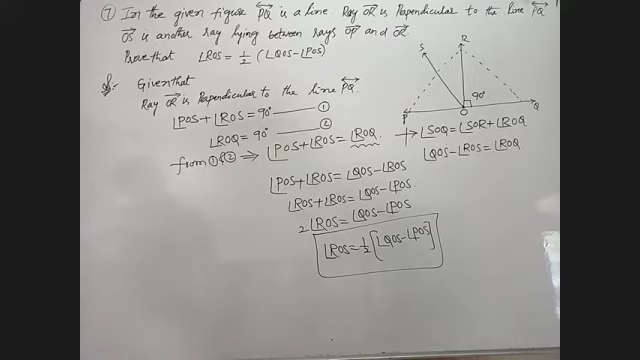 ⑦ In the given figure PQ is a line. Ray OR is Perpendicular to the line PQ
OS is another ray lying between rays OP and OR.
Prove that ∠ROS = 1/2 (∠QOS - ∠POS)
Sol:- Given that
Ray OR is Perpendicular to the line PQ.
∠POS + ∠ROS = 90° ①
∠ROQ = 90° ②
from ① & ② ⇒ ∠POS + ∠ROS = ∠ROQ
∠POS + ∠ROS = ∠QOS - ∠ROS
∠ROS + ∠ROS = ∠QOS - ∠POS.
2 ∠ROS = ∠QOS - ∠POS
∠ROS = 1/2 [∠QOS - ∠POS]
S
R
90°
P
O
Q
∠SOQ = ∠SOR + ∠ROQ
∠QOS - ∠ROS = ∠ROQ